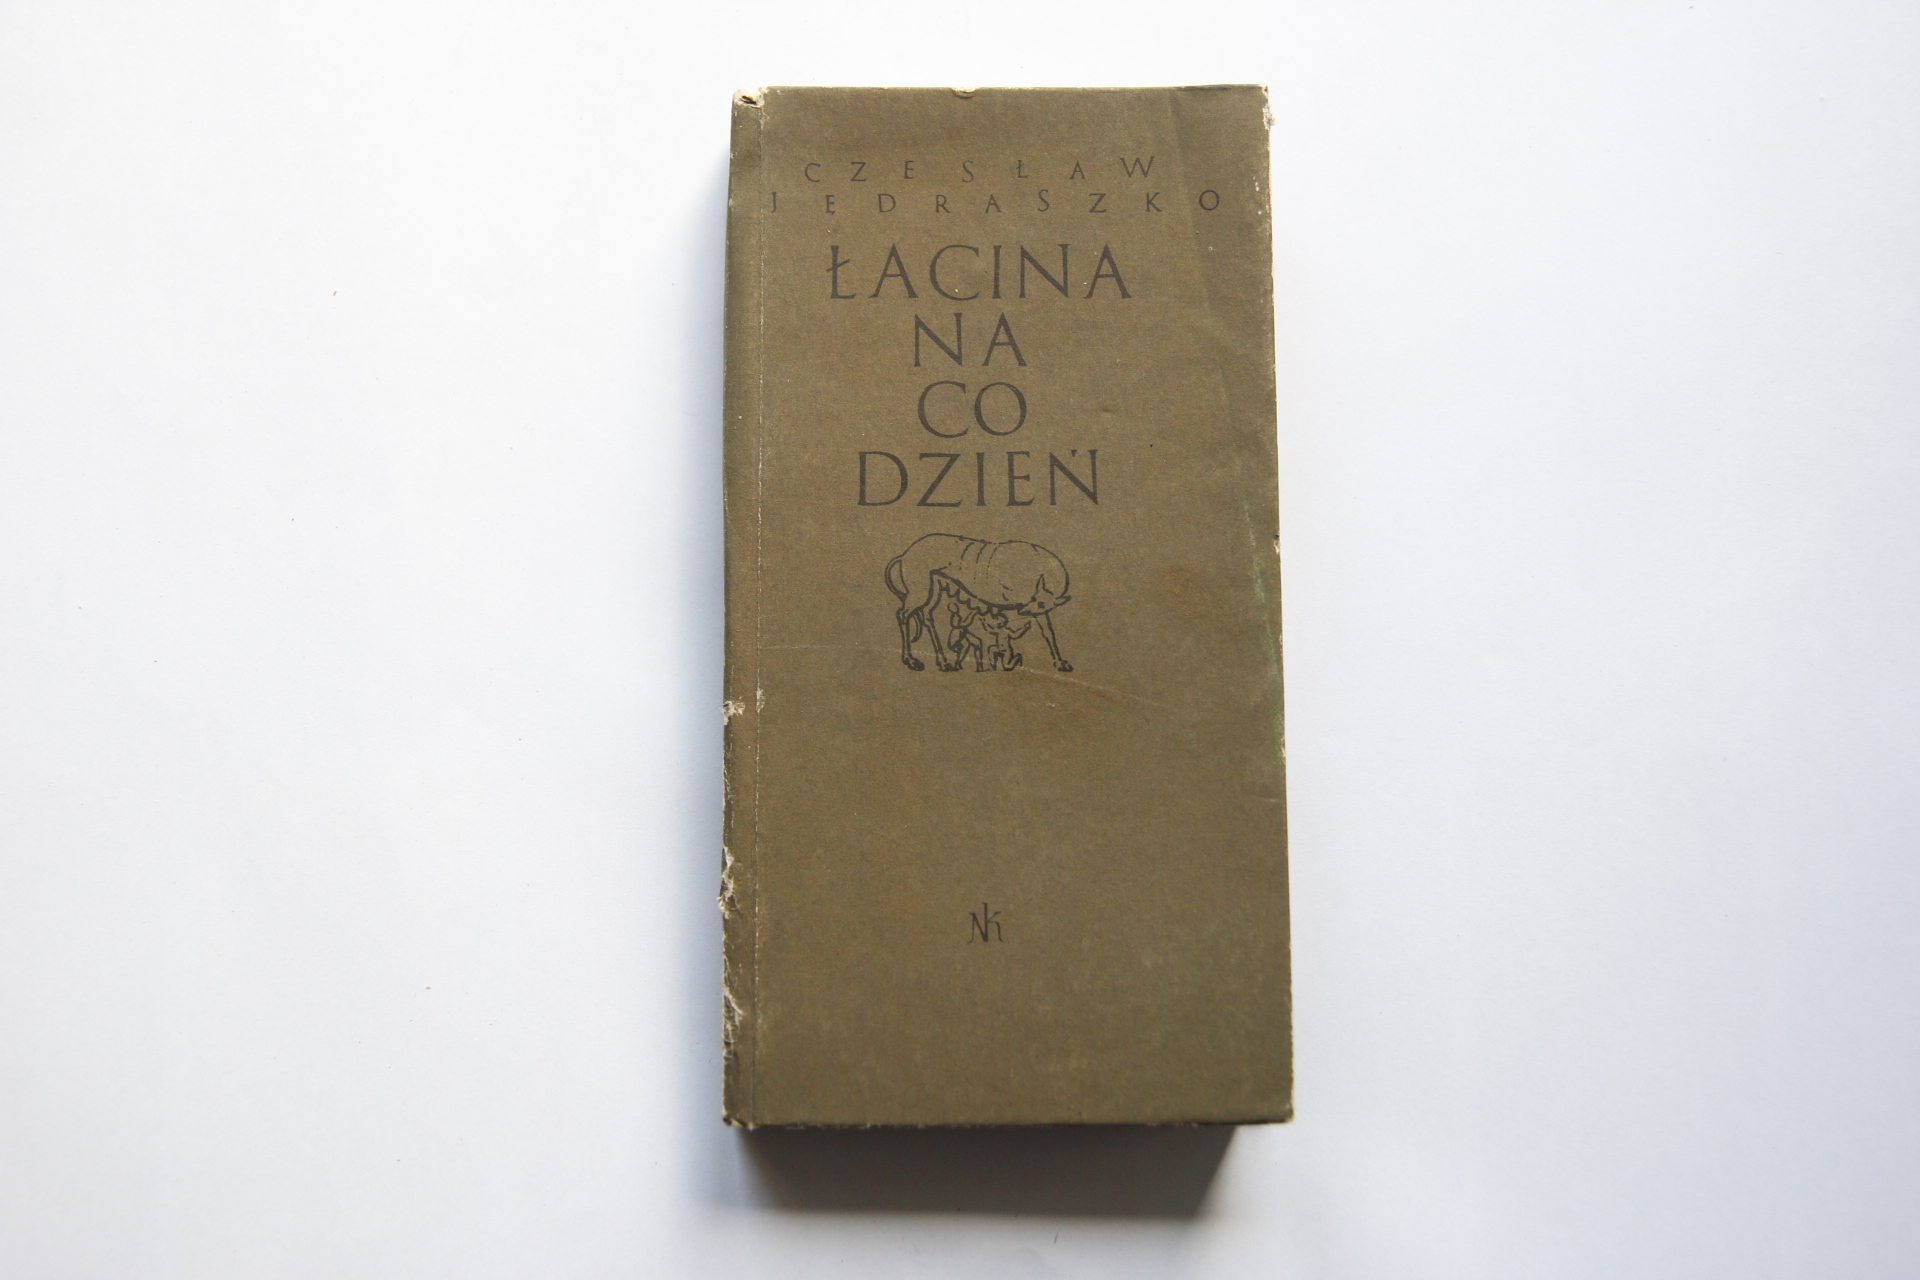 CZESŁAW
JĘDRASZKO
ŁACINA
NA
CO
DZIEŃ
NK